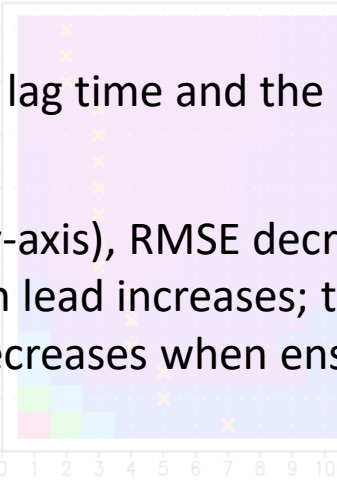 lag time and the
-axis), RMSE decr
lead increases; t
creases when ens
0 1 2 3 4 5 6 7 8 9 10